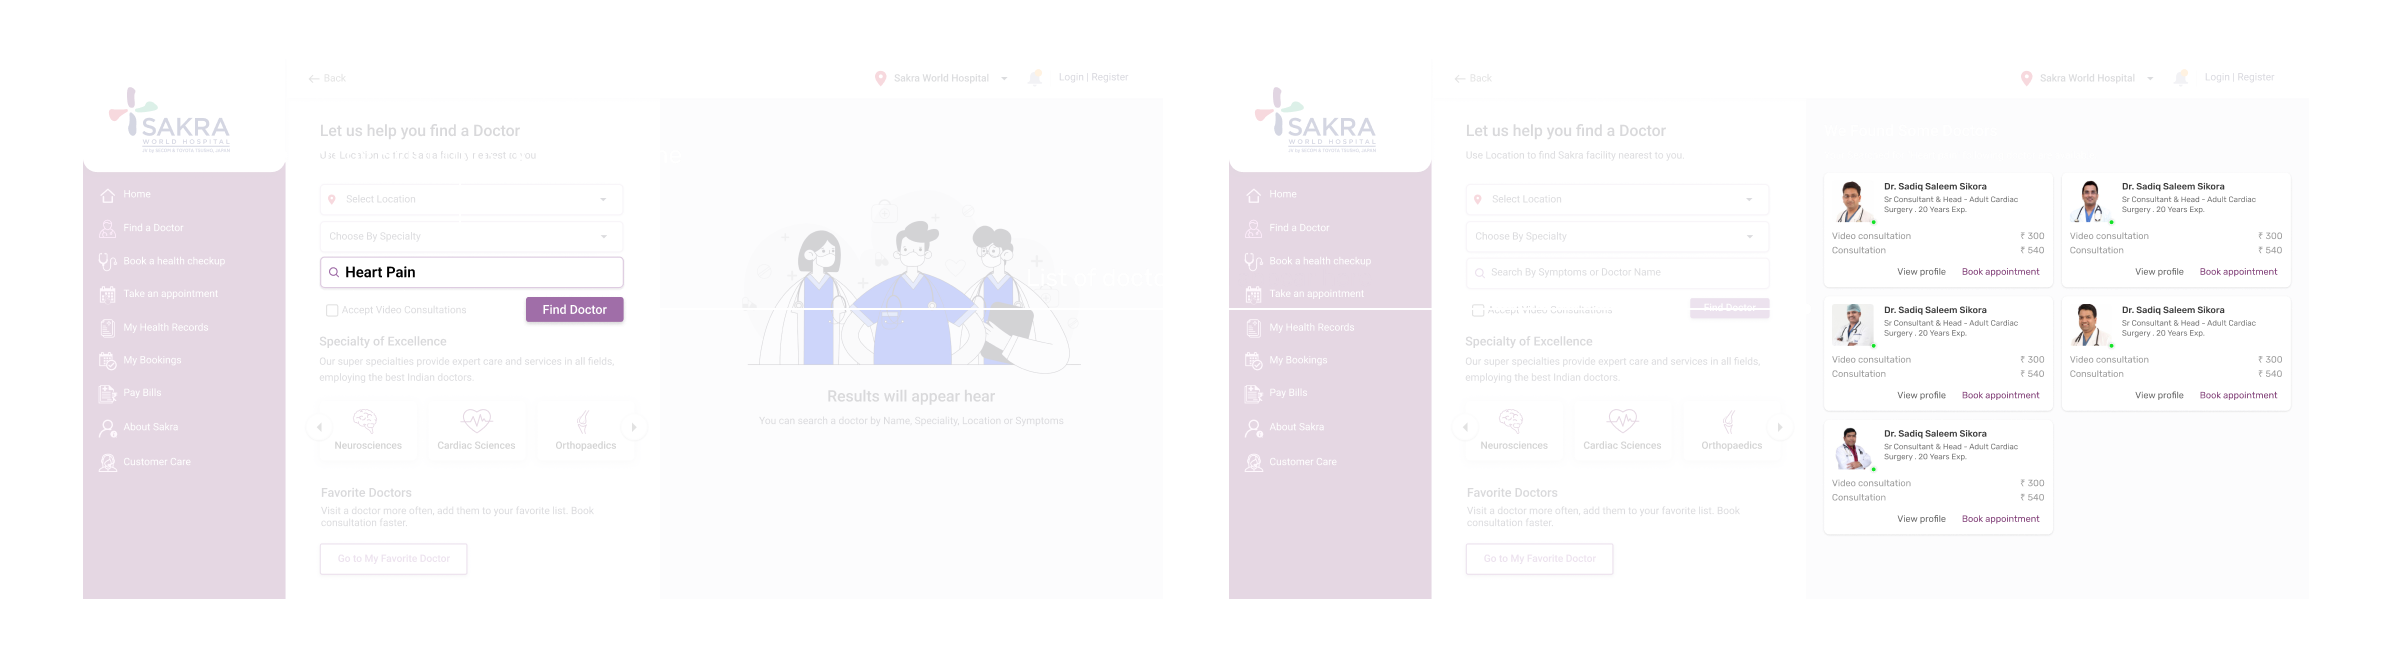 Back
Sakra World Hospital
Login | Register
SAKRA
WORLD HOSPITAL
Home
Find a Doctor
Book a health checkup
Take an appointment
My Health Records
My Bookings
Pay Bills
About Sakra
Customer Care
Let us help you find a Doctor
Use Location to find Sakra facility nearest to you
Select Location
Choose By Specialty
Heart Pain
Accept Video Consultations
Find Doctor
Specialty of Excellence
Our super specialties provide expert care and services in all fields,
employing the best Indian doctors.
Neurosciences
Cardiac Sciences
Orthopaedics
Favorite Doctors
Visit a doctor more often, add them to your favorite list. Book
consultation faster.
Go to My Favorite Doctor
List of
Results will appear hear
You can search a doctor by Name, Speciality, Location or Symptoms
Back
Sakra World Hospital
Login | Register
SAKRA
WORLD HOSPITAL
Home
Find a Doctor
Book a health checkup
Take an appointment
My Health Records
My Bookings
Pay Bills
About Sakra
Customer Care
Let us help you find a Doctor
Use Location to find Sakra facility nearest to you.
Select Location
Choose By Specialty
Search By Symptoms or Doctor Name
Accept Video Consultations
Find Doctor
Specialty of Excellence
Our super specialties provide expert care and services in all fields,
employing the best Indian doctors.
Neurosciences
Cardiac Sciences
Orthopaedics
Favorite Doctors
Visit a doctor more often, add them to your favorite list. Book
consultation faster.
Go to My Favorite Doctor
Dr. Sadiq Saleem Sikora
Sr Consultant & Head - Adult Cardiac
Surgery . 20 Years Exp.
Video consultation ₹ 300
Consultation ₹ 540
View profile Book appointment
Dr. Sadiq Saleem Sikora
Sr Consultant & Head - Adult Cardiac
Surgery . 20 Years Exp.
Video consultation ₹ 300
Consultation ₹ 540
View profile Book appointment
Dr. Sadiq Saleem Sikora
Sr Consultant & Head - Adult Cardiac
Surgery . 20 Years Exp.
Video consultation ₹ 300
Consultation ₹ 540
View profile Book appointment
Dr. Sadiq Saleem Sikora
Sr Consultant & Head - Adult Cardiac
Surgery . 20 Years Exp.
Video consultation ₹ 300
Consultation ₹ 540
View profile Book appointment
Dr. Sadiq Saleem Sikora
Sr Consultant & Head - Adult Cardiac
Surgery . 20 Years Exp.
Video consultation ₹ 300
Consultation ₹ 540
View profile Book appointment